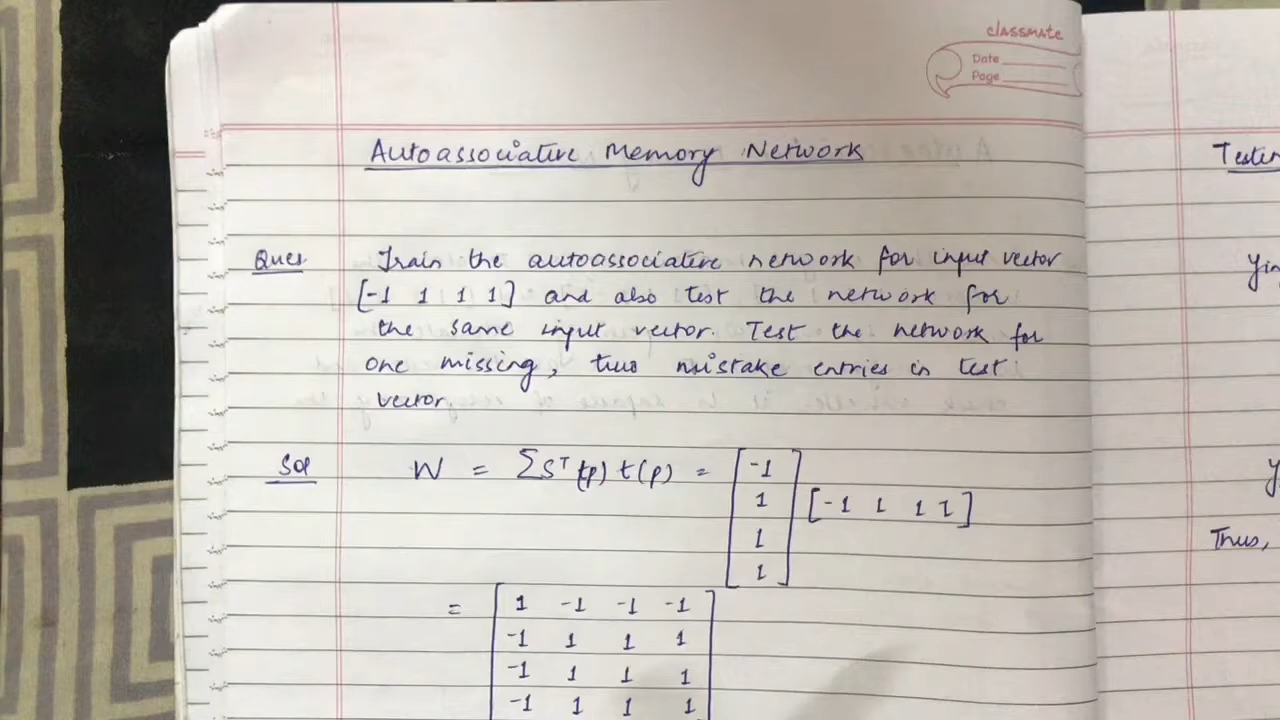 classmate
Date
Page
Autoassociative Memory Network
Ques Train the autoassociative network for input vector
[-1 1 1 1] and also test the network for
the same input vector. Test the network for
one missing, two mistake entries in test
vector.
Sol W = ΣSᵀ(p) t(p) = [-1 1 1 1] [-1 1 1 1]
= [1 -1 -1 -1
-1 1 1 1
-1 1 1 1
-1 1 1 1]
Thus,